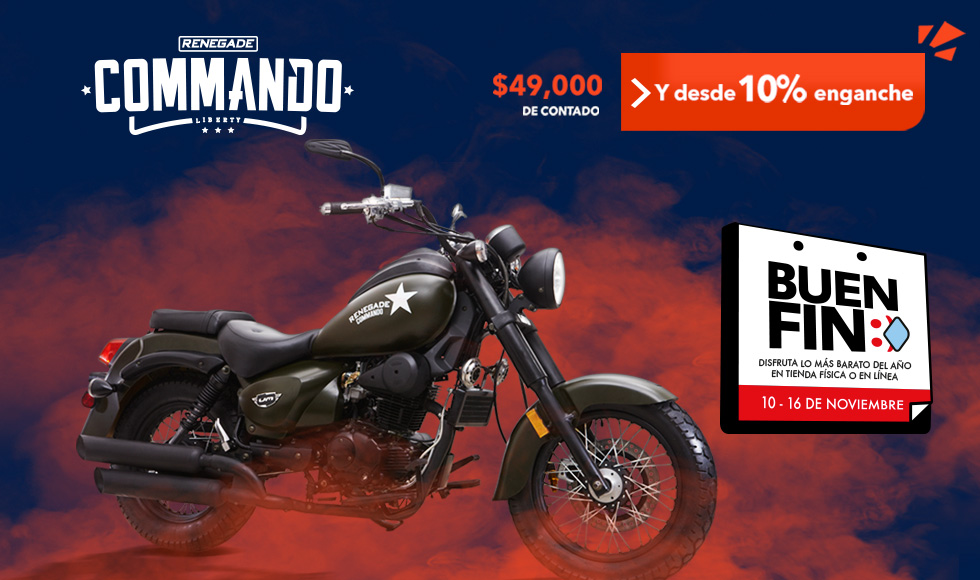 RENEGADE
COMMANDO
LIBERTY
$49,000
DE CONTADO
Y desde 10% enganche
RENEGADE
COMMANDO
UM
BUEN
FIN
DISFRUTA LO MÁS BARATO DEL AÑO
EN TIENDA FÍSICA O EN LÍNEA
10 - 16 DE NOVIEMBRE